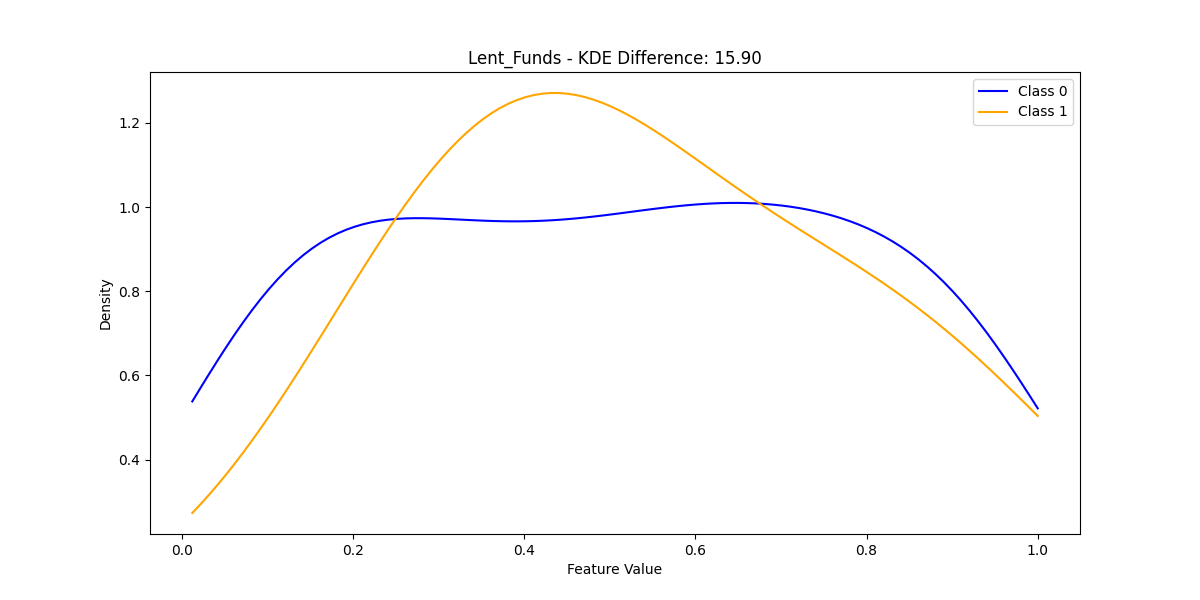 Lent_Funds - KDE Difference: 15.90
Class 0
Class 1
Density
1.2
1.0
0.8
0.6
0.4
0.0 0.2 0.4 0.6 0.8 1.0
Feature Value